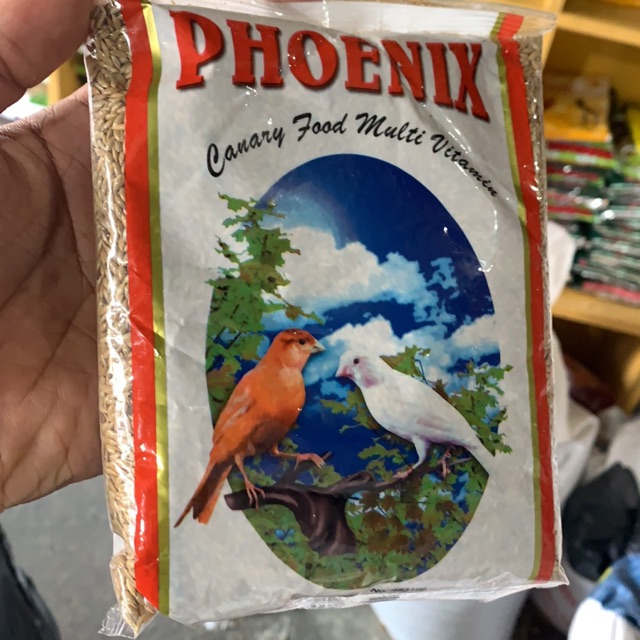 PHOENIX
Canary Food Multi Vitamin